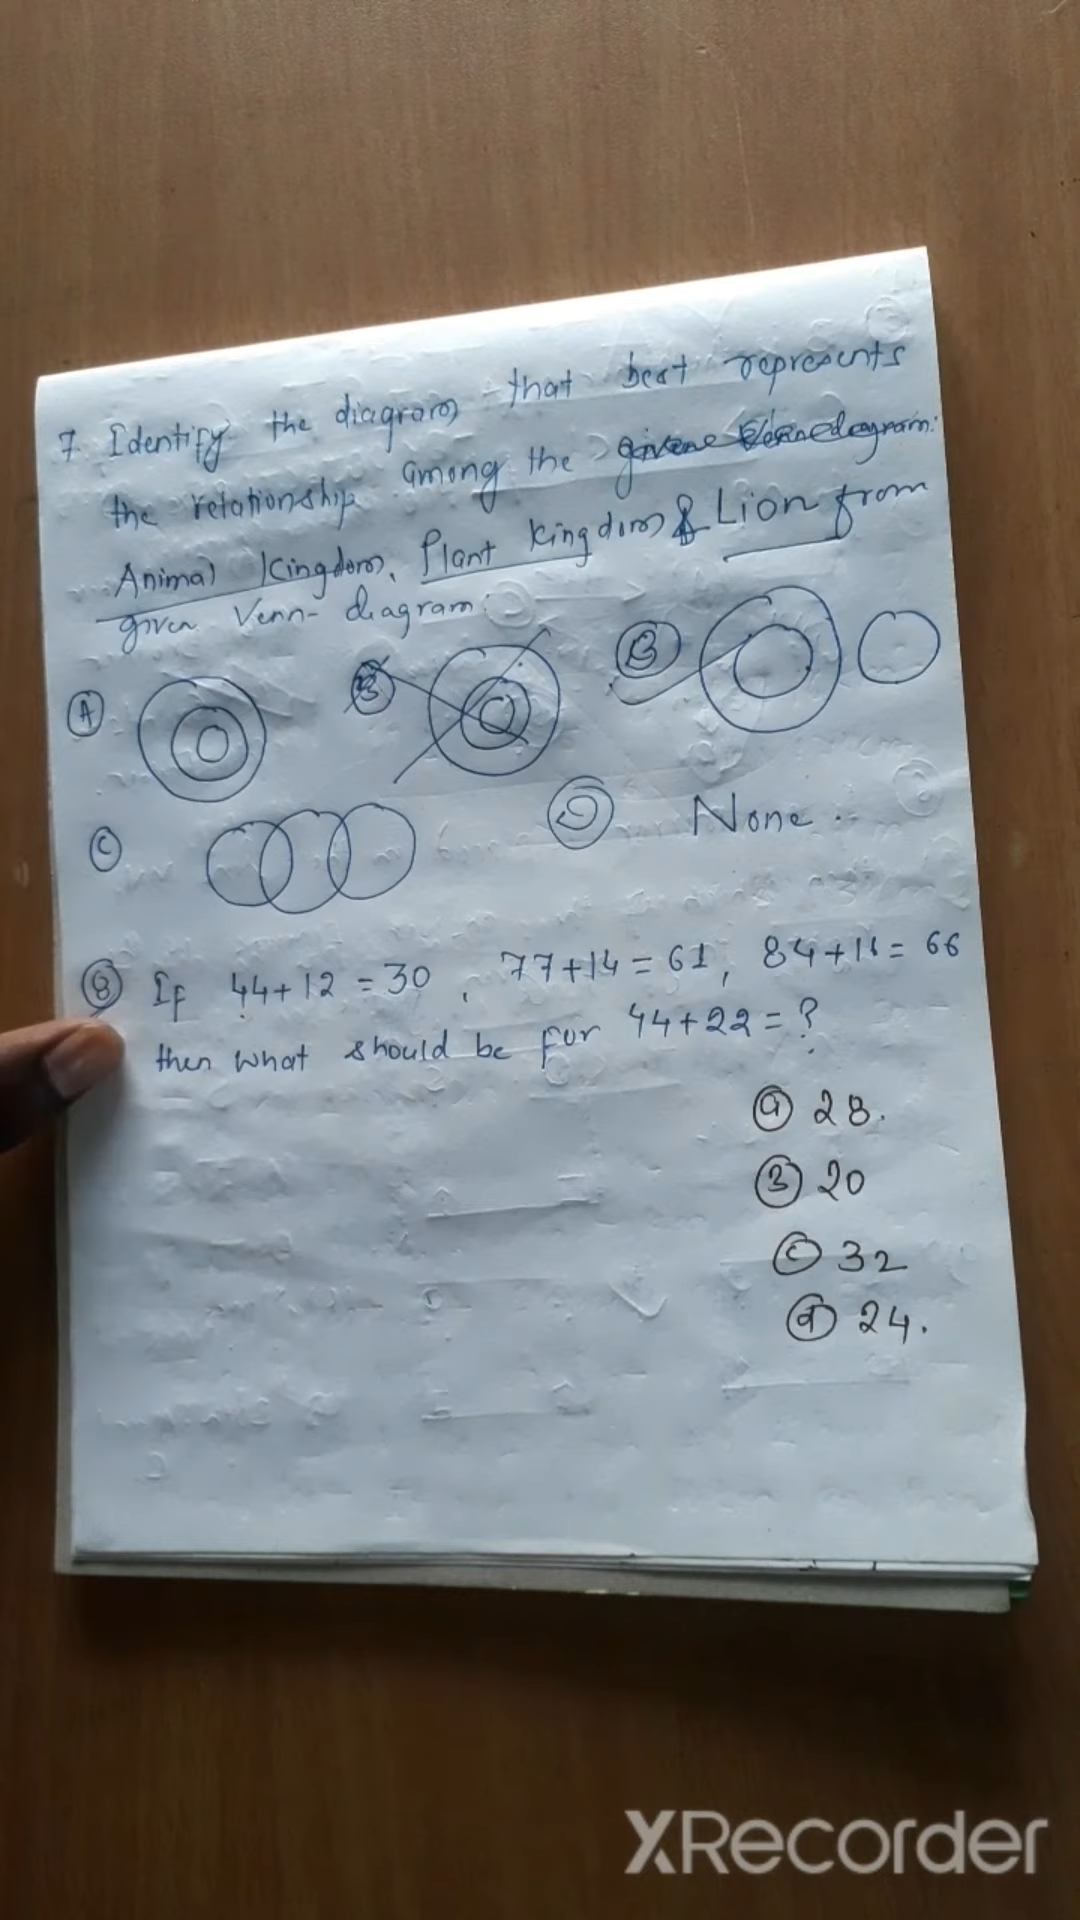 7. Identify the diagram that best represents
the relationship among the
Animal Kingdom, Plant Kingdom & Lion from
given Venn-diagram:
A B B
C D None.
8 If 44+12=30, 77+14=61, 84+16=66
then what should be for 44+22=?
a 28.
B 20
C 32
d 24.
XRecorder